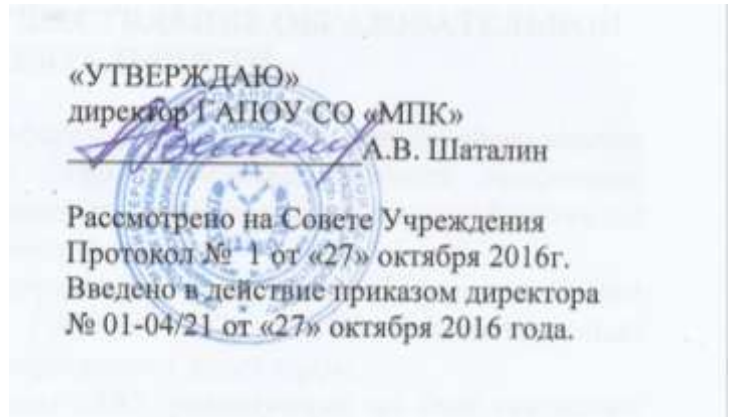 «УТВЕРЖДАЮ»
директор ГАПОУ СО «МПК»
А.В. Шаталин
Рассмотрено на Совете Учреждения
Протокол № 1 от «27» октября 2016г.
Введено в действие приказом директора
№ 01-04/21 от «27» октября 2016 года.